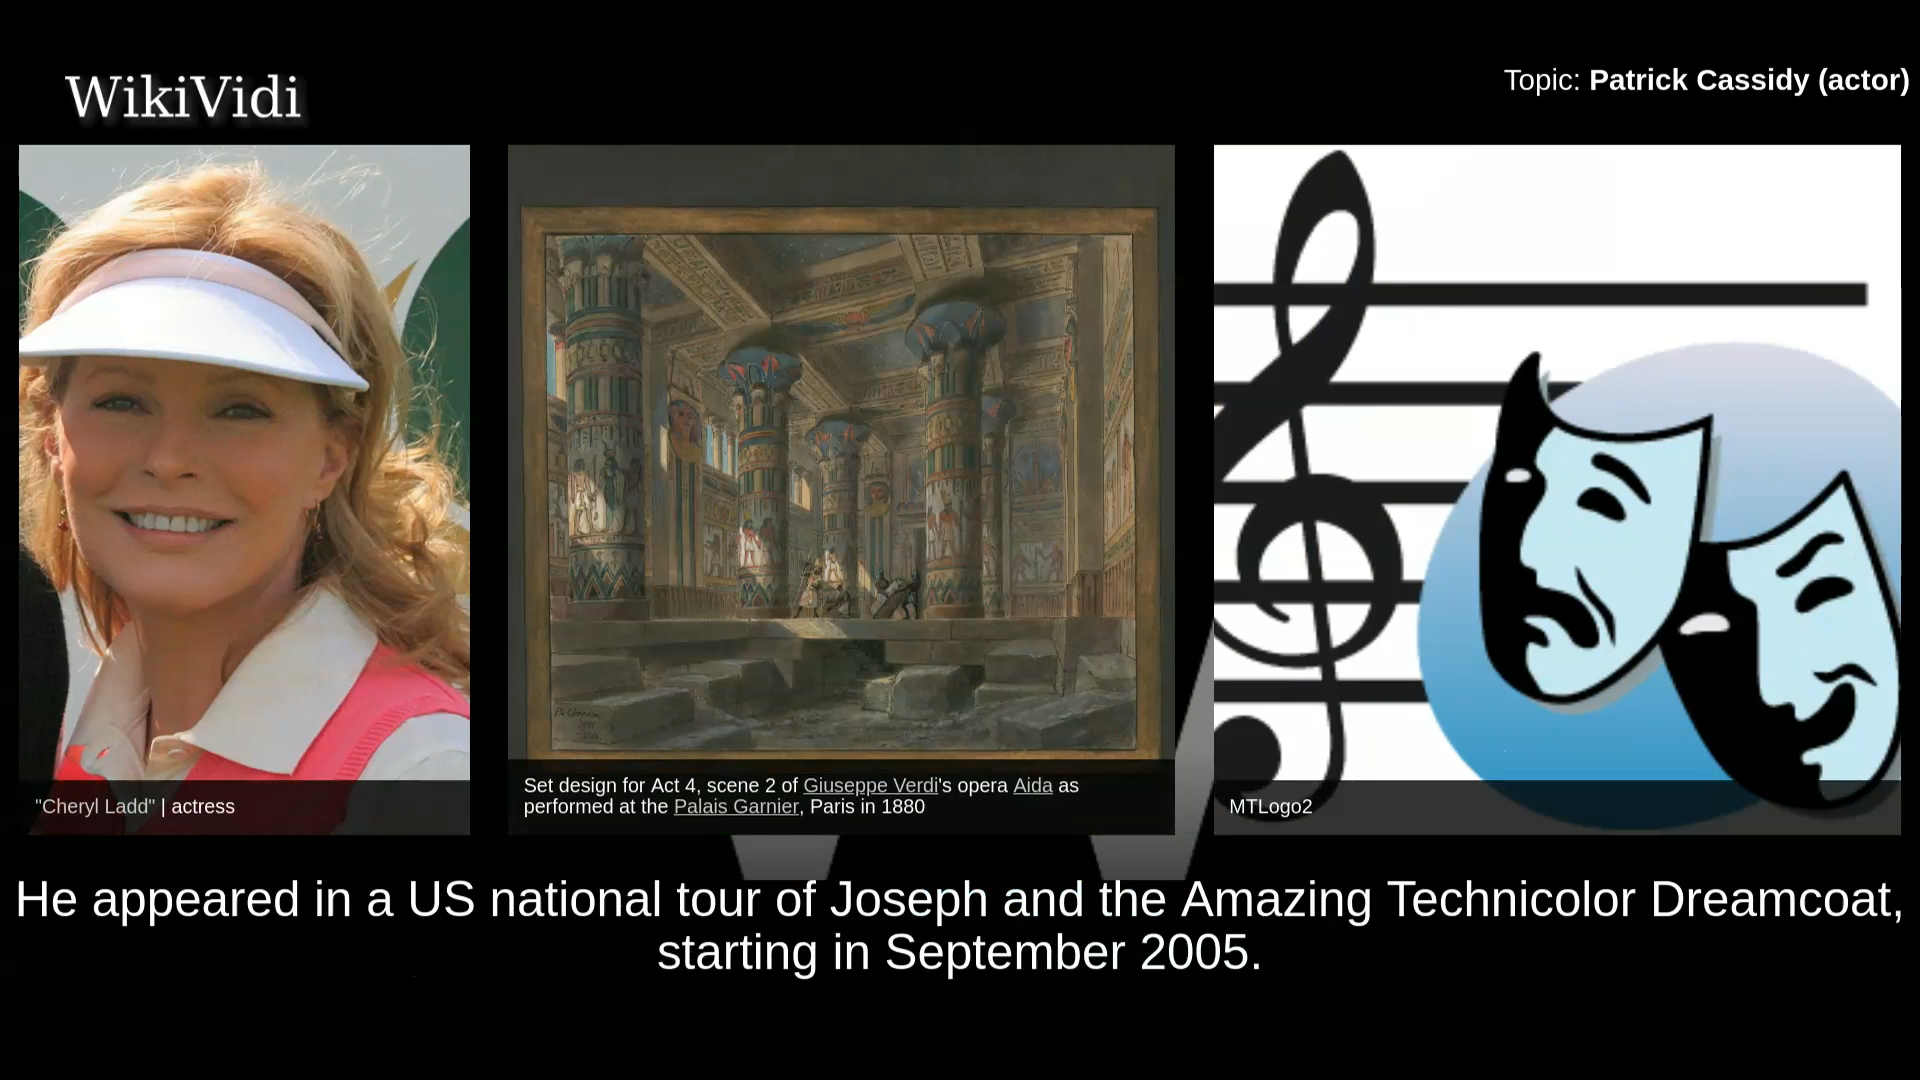 WikiVidi
Topic: Patrick Cassidy (actor)
"Cheryl Ladd" | actress
Set design for Act 4, scene 2 of Giuseppe Verdi's opera Aida as
performed at the Palais Garnier, Paris in 1880
MTLogo2
He appeared in a US national tour of Joseph and the Amazing Technicolor Dreamcoat,
starting in September 2005.